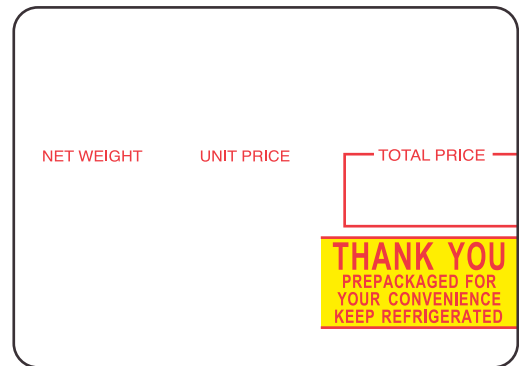 NET WEIGHT UNIT PRICE TOTAL PRICE
THANK YOU
PREPACKAGED FOR
YOUR CONVENIENCE
KEEP REFRIGERATED